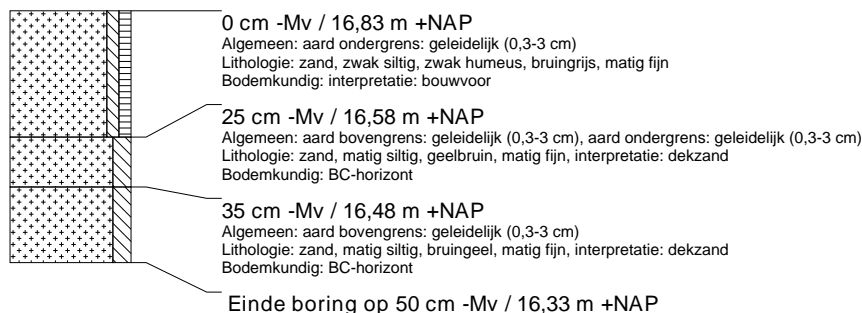 0 cm -Mv / 16,83 m +NAP
Algemeen: aard ondergrens: geleidelijk (0,3-3 cm)
Lithologie: zand, zwak siltig, zwak humeus, bruingrijs, matig fijn
Bodemkundig: interpretatie: bouwvoor
25 cm -Mv / 16,58 m +NAP
Algemeen: aard bovengrens: geleidelijk (0,3-3 cm), aard ondergrens: geleidelijk (0,3-3 cm)
Lithologie: zand, matig siltig, geelbruin, matig fijn, interpretatie: dekzand
Bodemkundig: BC-horizont
35 cm -Mv / 16,48 m +NAP
Algemeen: aard bovengrens: geleidelijk (0,3-3 cm)
Lithologie: zand, matig siltig, bruingeel, matig fijn, interpretatie: dekzand
Bodemkundig: BC-horizont
Einde boring op 50 cm -Mv / 16,33 m +NAP